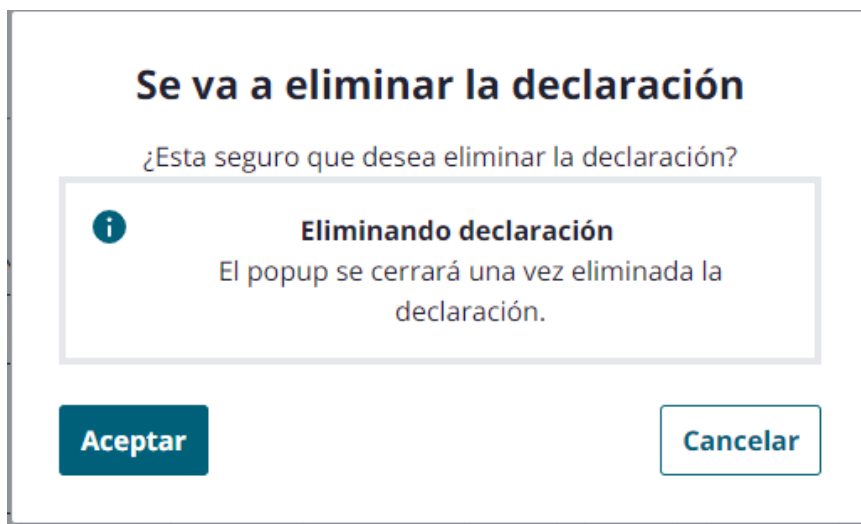 Se va a eliminar la declaración
¿Esta seguro que desea eliminar la declaración?
Eliminando declaración
El popup se cerrará una vez eliminada la
declaración.
Aceptar
Cancelar